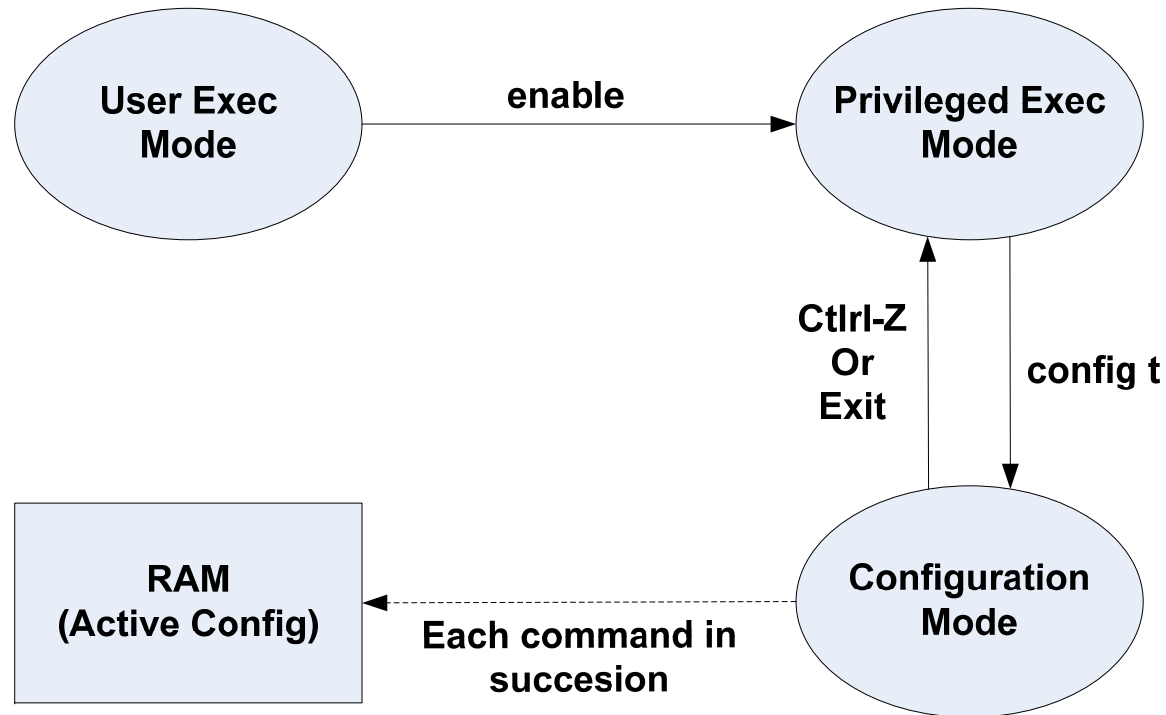 User Exec
Mode
enable
Privileged Exec
Mode
Ctlrl-Z
Or
Exit
config t
RAM
(Active Config)
Each command in
succesion
Configuration
Mode